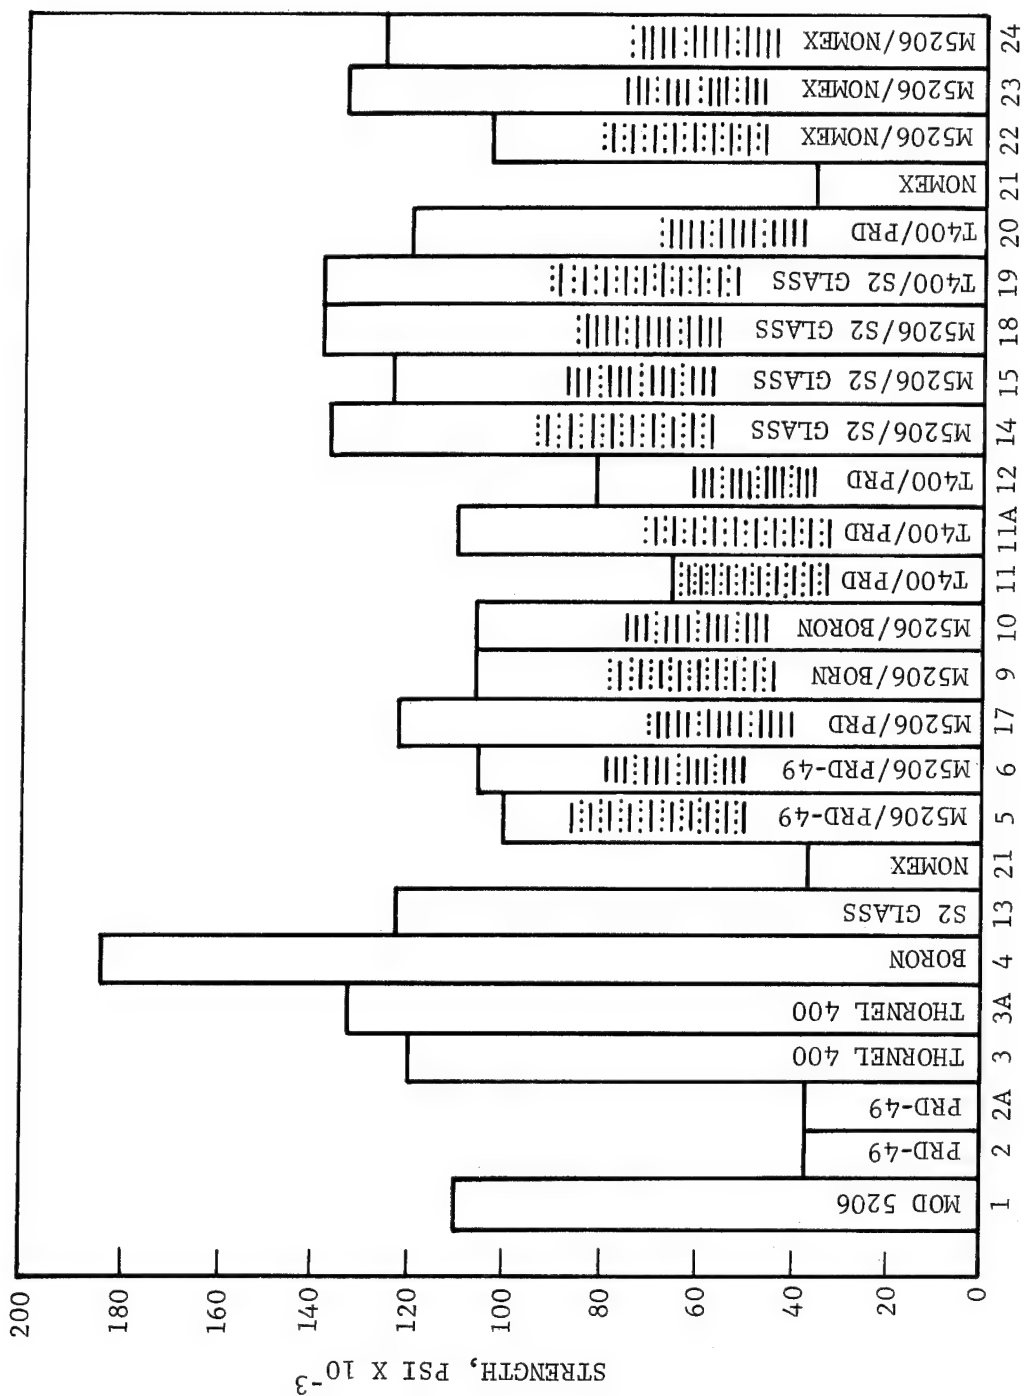 STRENGTH, PSI X 10⁻³
200
180
160
140
120
100
80
60
40
20
0
MOD 5206
PRD-49
PRD-49
THORNEL 400
THORNEL 400
BORON
S2 GLASS
NOMEX
M5206/PRD-49
M5206/PRD-49
M5206/PRD
M5206/BORN
M5206/BORON
T400/PRD
T400/PRD
T400/PRD
M5206/S2 GLASS
M5206/S2 GLASS
M5206/S2 GLASS
T400/S2 GLASS
T400/PRD
NOMEX
M5206/NOMEX
M5206/NOMEX
M5206/NOMEX
1
2
2A
3
3A
4
13
21
5
6
17
9
10
11
11A
12
14
15
18
19
20
21
22
23
24